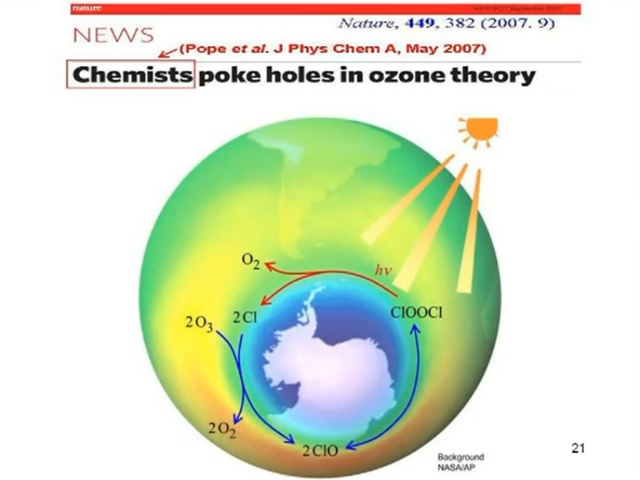 nature
Nature, 449, 382 (2007. 9)
NEWS
(Pope et al. J Phys Chem A, May 2007)
Chemists poke holes in ozone theory
O2
hν
2 O3
2 Cl
ClOOCl
2 O2
2 ClO
Background
NASA/AP
21